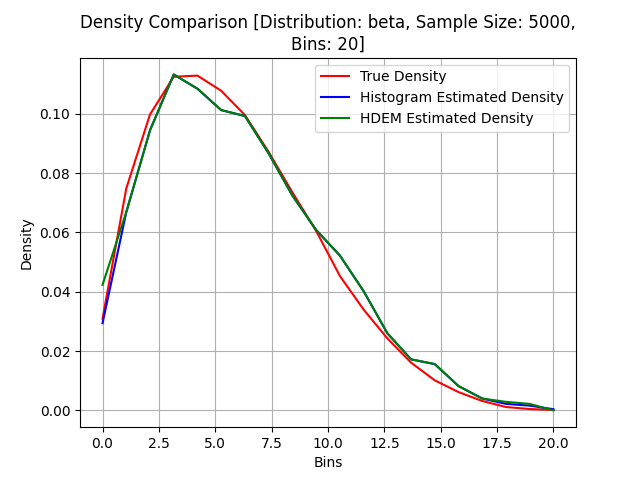 Density Comparison [Distribution: beta, Sample Size: 5000,
Bins: 20]
True Density
Histogram Estimated Density
HDEM Estimated Density
Density
0.10
0.08
0.06
0.04
0.02
0.00
0.0 2.5 5.0 7.5 10.0 12.5 15.0 17.5 20.0
Bins